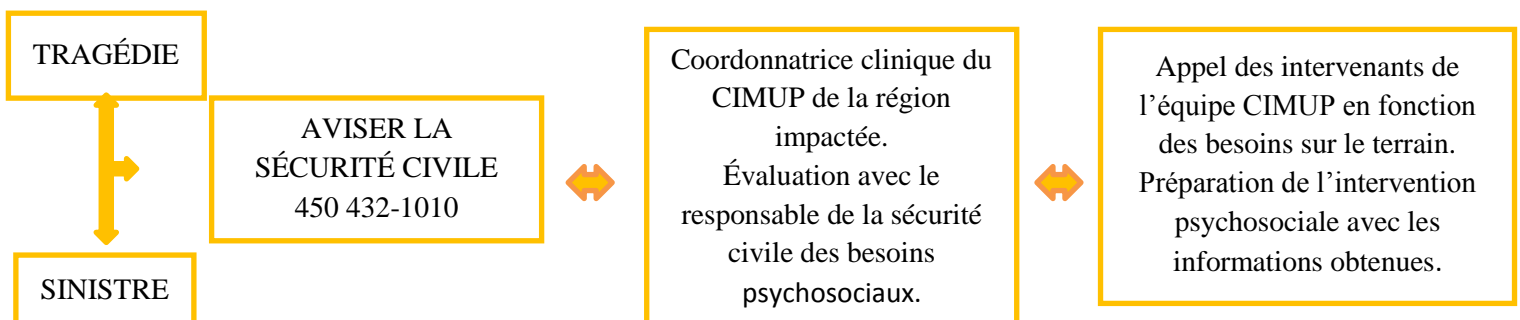 TRAGÉDIE
SINISTRE
AVISER LA
SÉCURITÉ CIVILE
450 432-1010
Coordonnatrice clinique du
CIMUP de la région
impactée.
Évaluation avec le
responsable de la sécurité
civile des besoins
psychosociaux.
Appel des intervenants de
l’équipe CIMUP en fonction
des besoins sur le terrain.
Préparation de l’intervention
psychosociale avec les
informations obtenues.